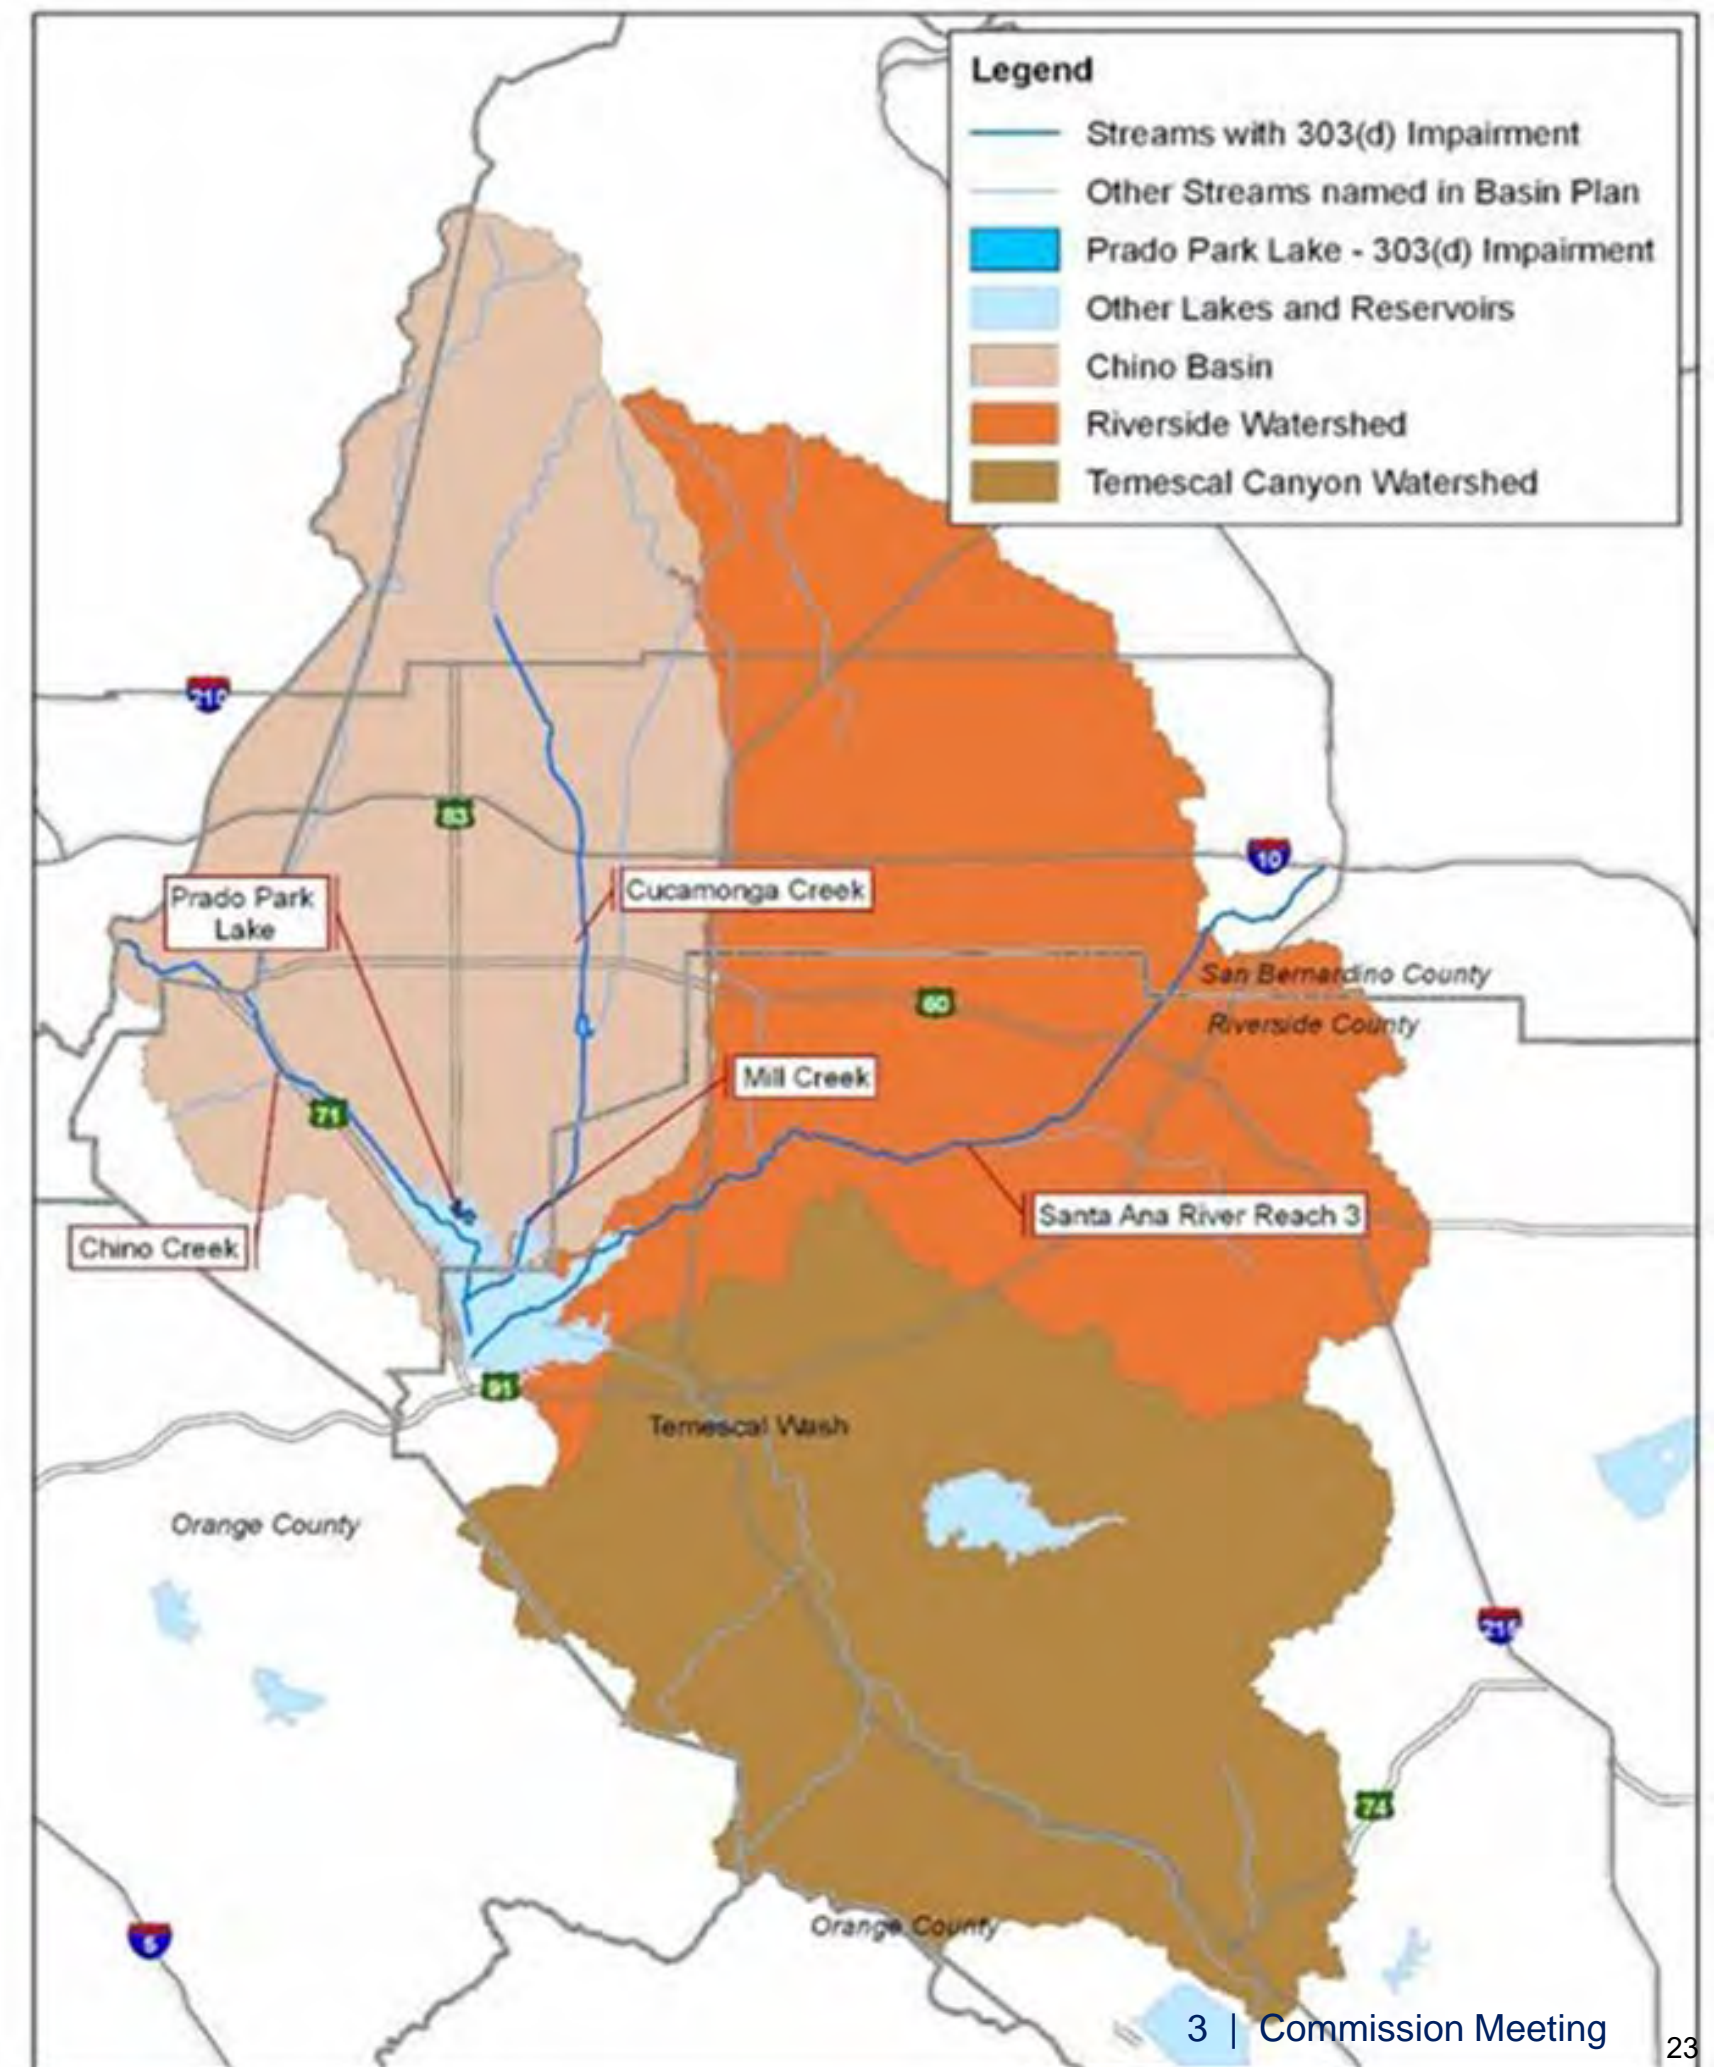 Legend
Streams with 303(d) Impairment
Other Streams named in Basin Plan
Prado Park Lake - 303(d) Impairment
Other Lakes and Reservoirs
Chino Basin
Riverside Watershed
Temescal Canyon Watershed
210
83
10
Prado Park
Lake
Cucamonga Creek
San Bernardino County
60
Riverside County
Mill Creek
71
Santa Ana River Reach 3
Chino Creek
91
Temescal Wash
Orange County
215
74
Orange County
5
3 | Commission Meeting
23